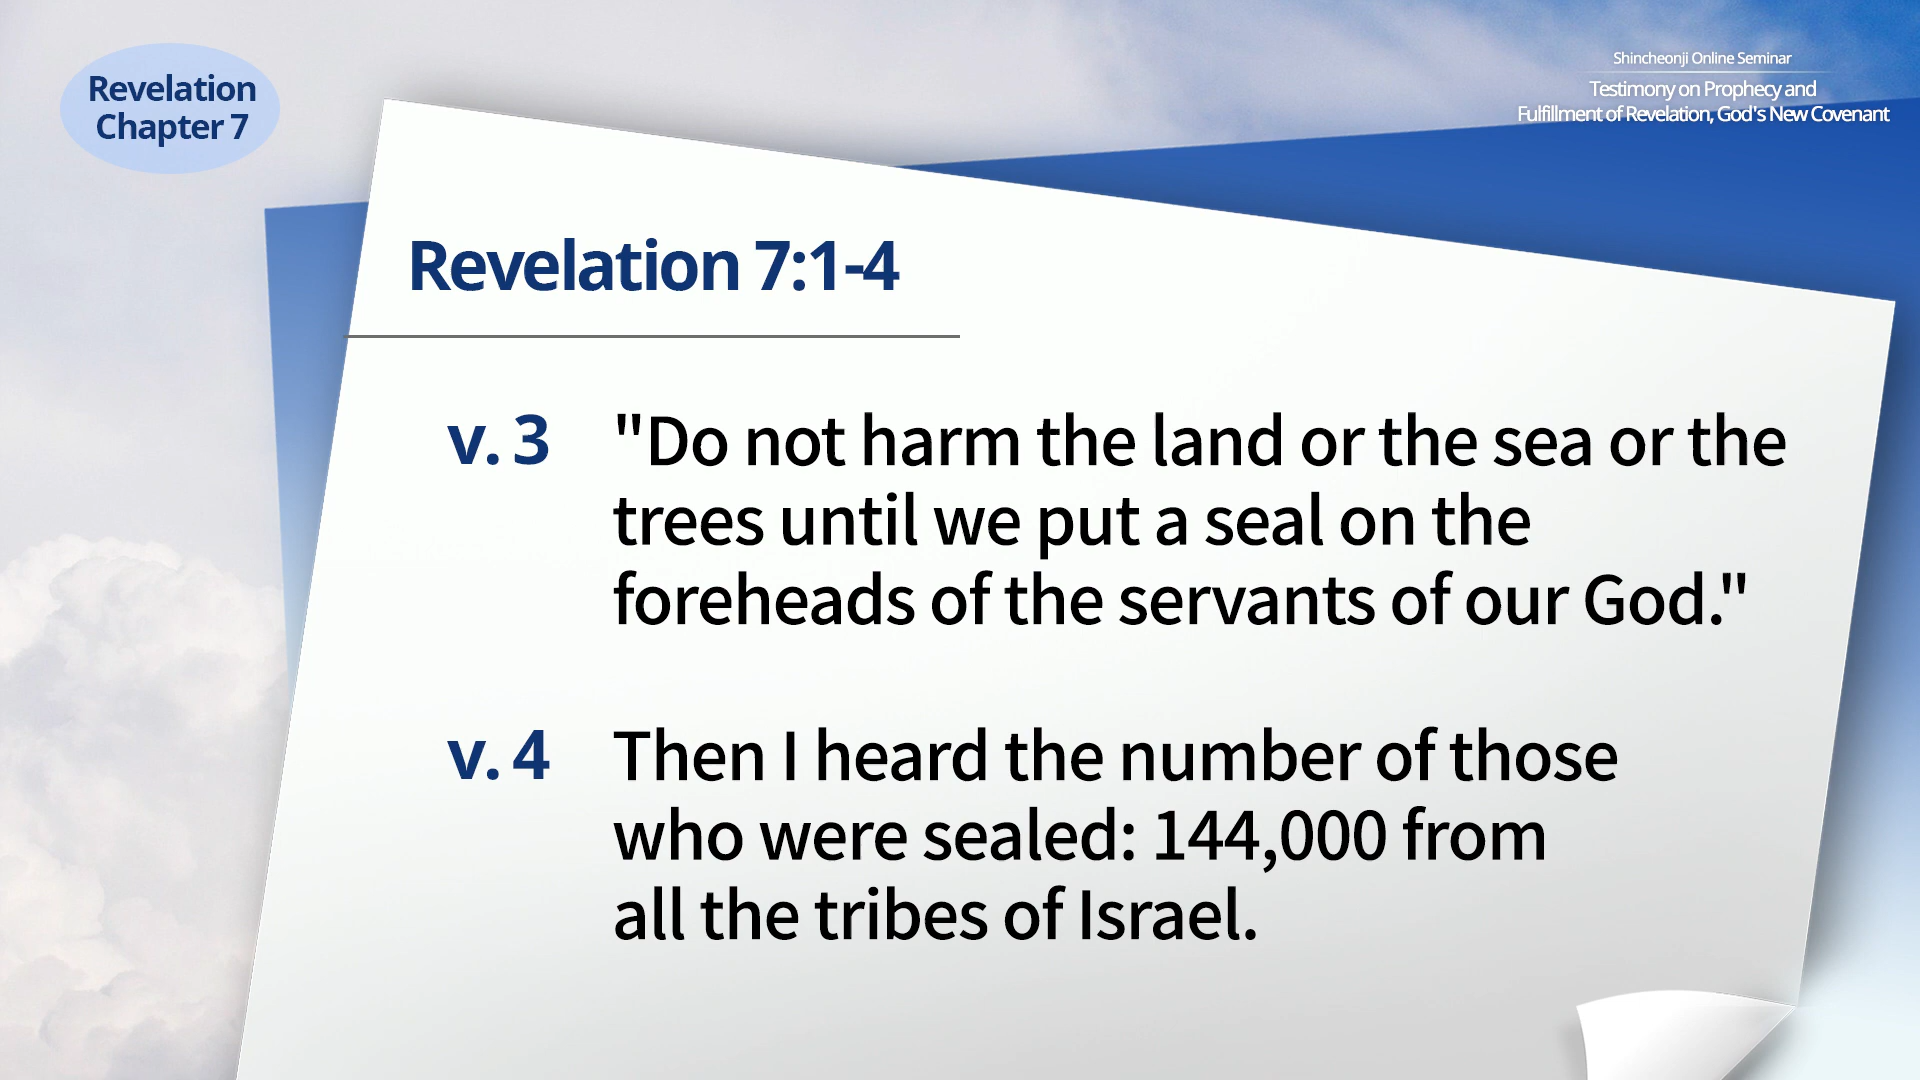 Revelation
Chapter 7
Shincheonji Online Seminar
Testimony on Prophecy and
Fulfillment of Revelation, God's New Covenant
Revelation 7:1-4
v. 3 "Do not harm the land or the sea or the
trees until we put a seal on the
foreheads of the servants of our God."
v. 4 Then I heard the number of those
who were sealed: 144,000 from
all the tribes of Israel.